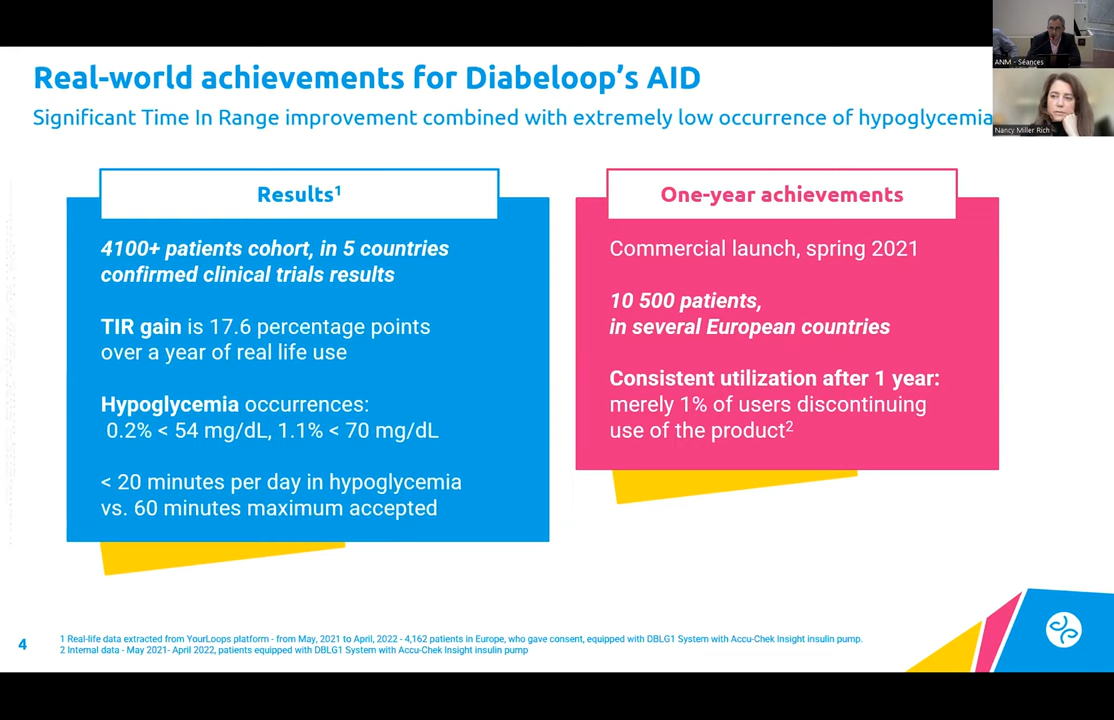 Real-world achievements for Diabeloop's AID
Significant Time In Range improvement combined with extremely low occurrence of hypoglycemia
ANM - Séances
Nancy Miller Rich
Results¹
4100+ patients cohort, in 5 countries
confirmed clinical trials results
TIR gain is 17.6 percentage points
over a year of real life use
Hypoglycemia occurrences:
0.2% < 54 mg/dL, 1.1% < 70 mg/dL
< 20 minutes per day in hypoglycemia
vs. 60 minutes maximum accepted
One-year achievements
Commercial launch, spring 2021
10 500 patients,
in several European countries
Consistent utilization after 1 year:
merely 1% of users discontinuing
use of the product²
4
1 Real-life data extracted from YourLoops platform - from May, 2021 to April, 2022 - 4,162 patients in Europe, who gave consent, equipped with DBLG1 System with Accu-Chek Insight insulin pump.
2 Internal data - May 2021- April 2022, patients equipped with DBLG1 System with Accu-Chek Insight insulin pump